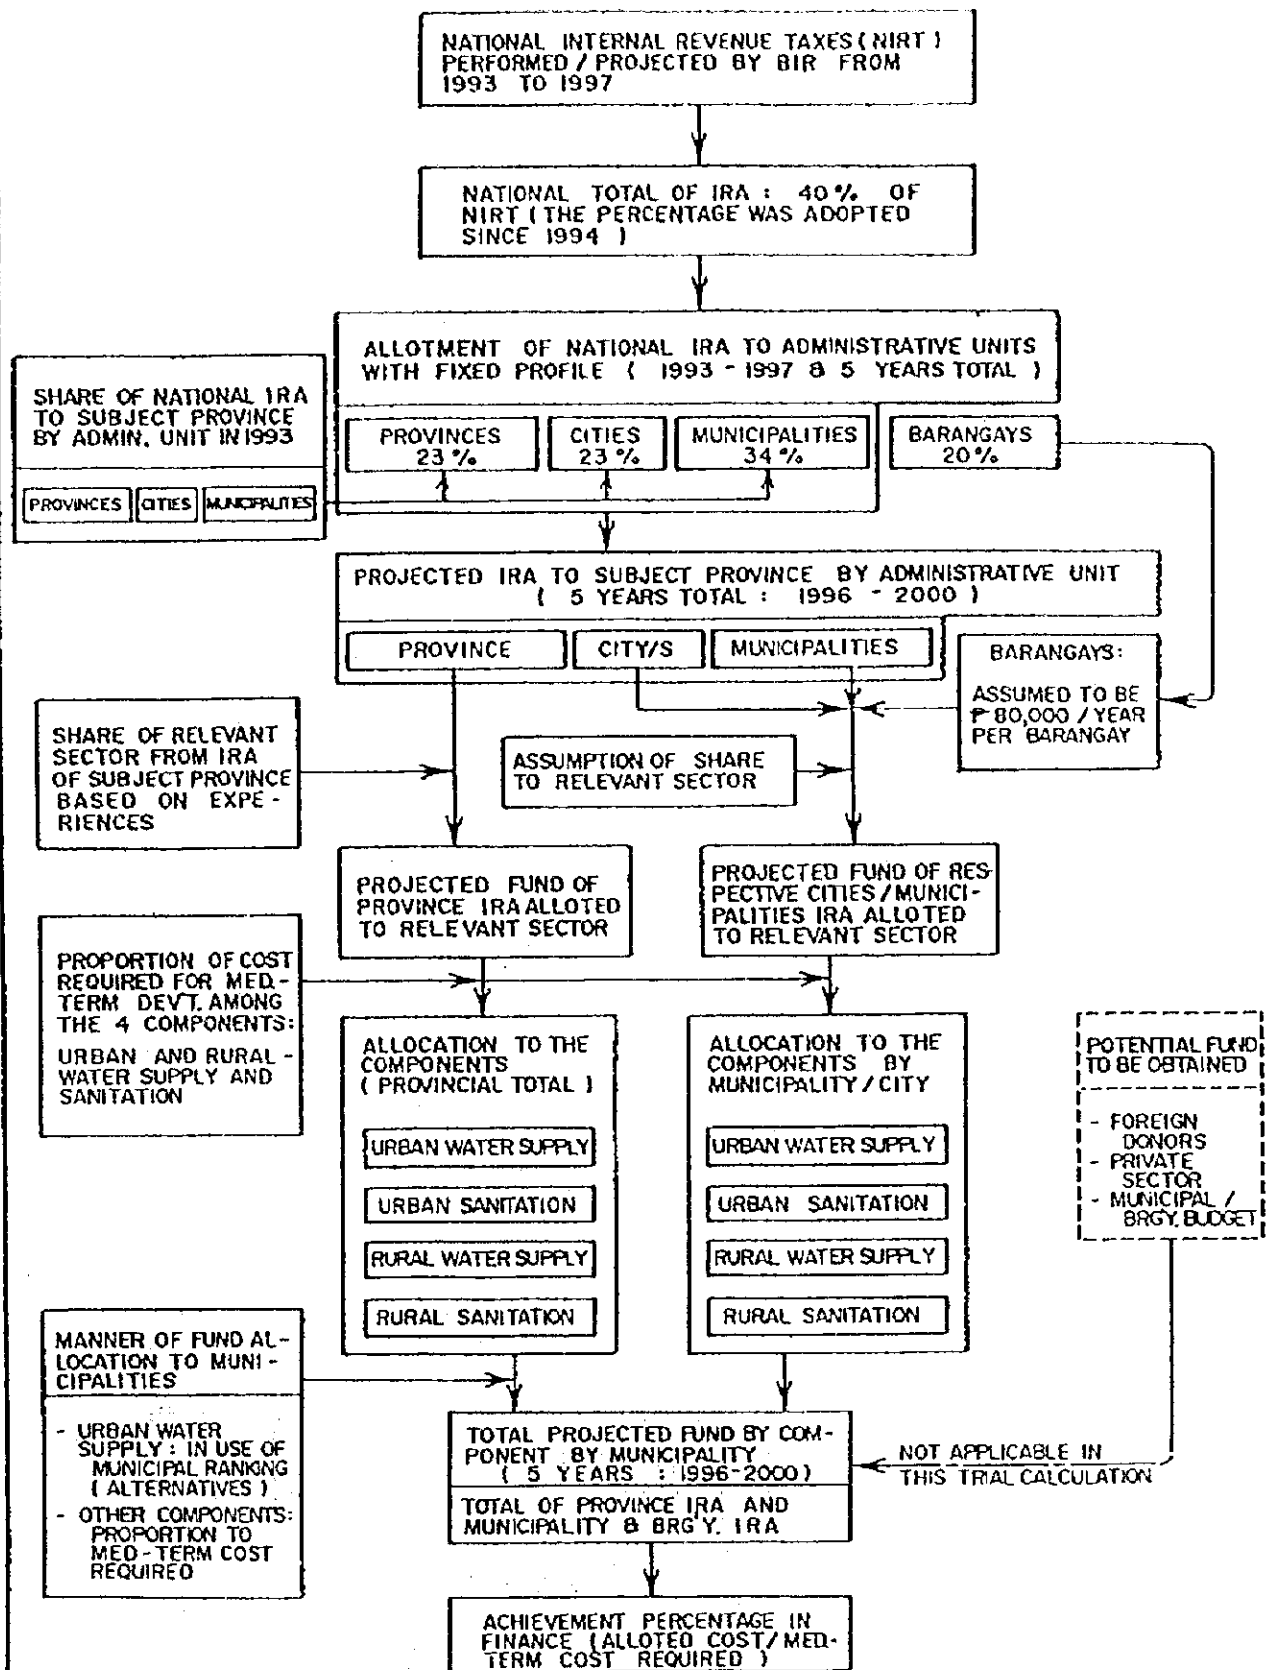 NATIONAL INTERNAL REVENUE TAXES (NIRT)
PERFORMED / PROJECTED BY BIR FROM
1993 TO 1997
NATIONAL TOTAL OF IRA : 40 % OF
NIRT (THE PERCENTAGE WAS ADOPTED
SINCE 1994 )
ALLOTMENT OF NATIONAL IRA TO ADMINISTRATIVE UNITS
WITH FIXED PROFILE ( 1993 - 1997 & 5 YEARS TOTAL )
PROVINCES
23 %
CITIES
23 %
MUNICIPALITIES
34 %
BARANGAYS
20 %
SHARE OF NATIONAL IRA
TO SUBJECT PROVINCE
BY ADMIN. UNIT IN 1993
PROVINCES
CITIES
MUNICIPALITIES
PROJECTED IRA TO SUBJECT PROVINCE BY ADMINISTRATIVE UNIT
( 5 YEARS TOTAL : 1996 - 2000 )
PROVINCE
CITY/S
MUNICIPALITIES
BARANGAYS:
ASSUMED TO BE
₱ 80,000 / YEAR
PER BARANGAY
SHARE OF RELEVANT
SECTOR FROM IRA
OF SUBJECT PROVINCE
BASED ON EXPE-
RIENCES
ASSUMPTION OF SHARE
TO RELEVANT SECTOR
PROJECTED FUND OF
PROVINCE IRA ALLOTED
TO RELEVANT SECTOR
PROJECTED FUND OF RES-
PECTIVE CITIES / MUNICI-
PALITIES IRA ALLOTED
TO RELEVANT SECTOR
PROPORTION OF COST
REQUIRED FOR MED.-
TERM DEV'T. AMONG
THE 4 COMPONENTS:
URBAN AND RURAL -
WATER SUPPLY AND
SANITATION
ALLOCATION TO THE
COMPONENTS
( PROVINCIAL TOTAL )
URBAN WATER SUPPLY
URBAN SANITATION
RURAL WATER SUPPLY
RURAL SANITATION
ALLOCATION TO THE
COMPONENTS BY
MUNICIPALITY / CITY
URBAN WATER SUPPLY
URBAN SANITATION
RURAL WATER SUPPLY
RURAL SANITATION
POTENTIAL FUND
TO BE OBTAINED
- FOREIGN
DONORS
- PRIVATE
SECTOR
- MUNICIPAL /
BRGY. BUDGET
MANNER OF FUND AL-
LOCATION TO MUNI-
CIPALITIES
- URBAN WATER
SUPPLY : IN USE OF
MUNICIPAL RANKING
( ALTERNATIVES )
- OTHER COMPONENTS:
PROPORTION TO
MED-TERM COST
REQUIRED
TOTAL PROJECTED FUND BY COM-
PONENT BY MUNICIPALITY
( 5 YEARS : 1996-2000)
TOTAL OF PROVINCE IRA AND
MUNICIPALITY & BRG'Y. IRA
NOT APPLICABLE IN
THIS TRIAL CALCULATION
ACHIEVEMENT PERCENTAGE IN
FINANCE (ALLOTED COST/MED.-
TERM COST REQUIRED )